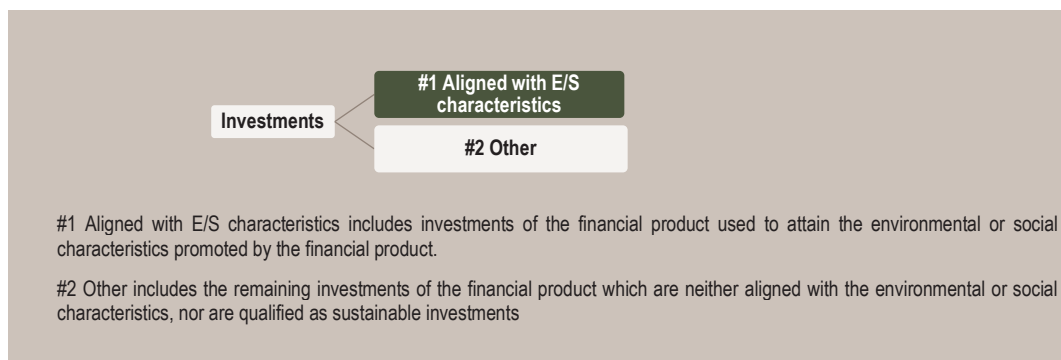 #1 Aligned with E/S
characteristics
Investments
#2 Other
#1 Aligned with E/S characteristics includes investments of the financial product used to attain the environmental or social
characteristics promoted by the financial product.
#2 Other includes the remaining investments of the financial product which are neither aligned with the environmental or social
characteristics, nor are qualified as sustainable investments